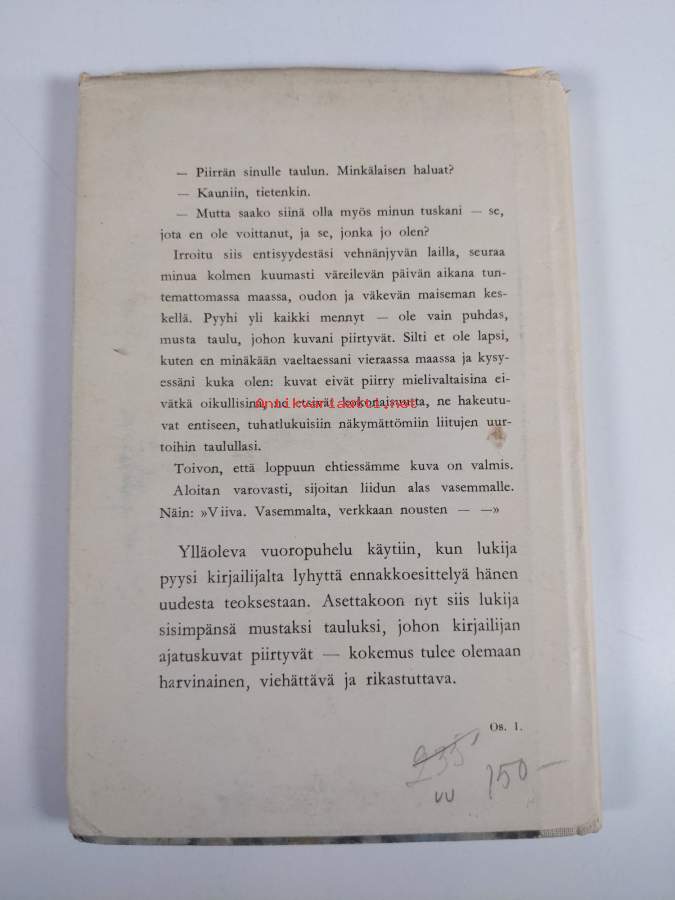 — Piirrän sinulle taulun. Minkälaisen haluat?
— Kauniin, tietenkin.
— Mutta saako siinä olla myös minun tuskani — se,
jota en ole voittanut, ja se, jonka jo olen?
Irroitu siis entisyydestäsi vehnänjyvän lailla, seuraa
minua kolmen kuumasti väreilevän päivän aikana tun-
temattomassa maassa, oudon ja väkevän maiseman kes-
kellä. Pyyhi yli kaikki mennyt — ole vain puhdas,
musta taulu, johon kuvani piirtyvät. Silti et ole lapsi,
kuten en minäkään vaeltaessani vieraassa maassa ja kysy-
essäni kuka olen: kuvat eivät piirry mielivaltaisina ei-
vätkä oikullisina, ne etsivät kokonaisuutta, ne hakeutu-
Antikvariaatti.net
vat entiseen, tuhatlukuisiin näkymättömiin liitujen uur-
toihin taulullasi.
Toivon, että loppuun ehtiessämme kuva on valmis.
Aloitan varovasti, sijoitan liidun alas vasemmalle.
Näin: »Viiva. Vasemmalta, verkkaan nousten — —»
Ylläoleva vuoropuhelu käytiin, kun lukija
pyysi kirjailijalta lyhyttä ennakkoesittelyä hänen
uudesta teoksestaan. Asettakoon nyt siis lukija
sisimpänsä mustaksi tauluksi, johon kirjailijan
ajatuskuvat piirtyvät — kokemus tulee olemaan
harvinainen, viehättävä ja rikastuttava.
Os. 1.
235
150—